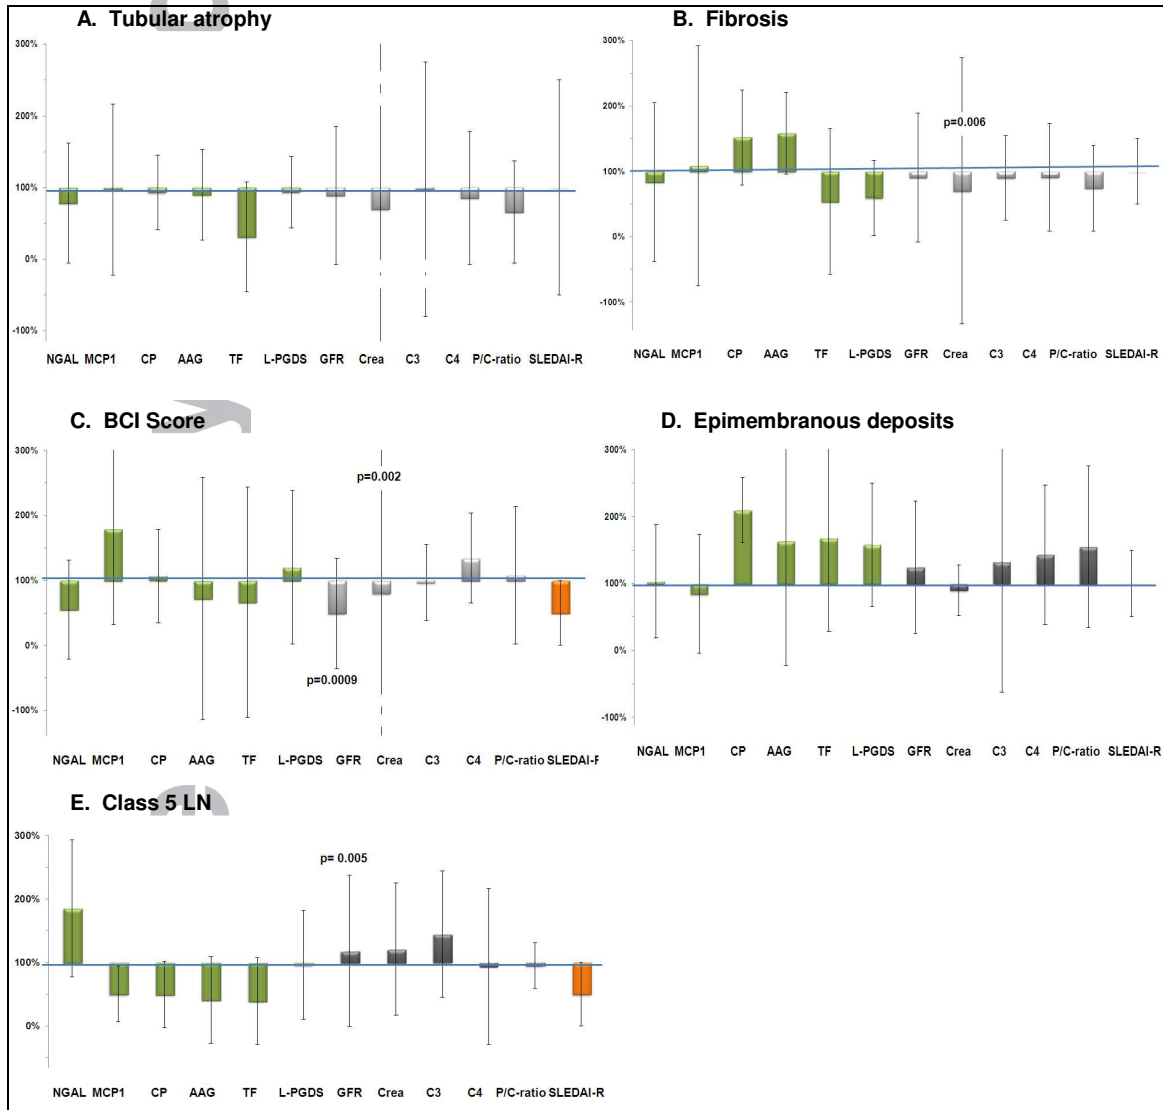 A. Tubular atrophy
300%
200%
100%
0%
-100%
NGAL MCP1 CP AAG TF L-PGDS GFR Crea C3 C4 P/C-ratio SLEDAI-R
B. Fibrosis
300%
200%
100%
0%
-100%
p=0.006
NGAL MCP1 CP AAG TF L-PGDS GFR Crea C3 C4 P/C-ratio SLEDAI-R
C. BCI Score
300%
200%
100%
0%
-100%
p=0.002
p=0.0009
NGAL MCP1 CP AAG TF L-PGDS GFR Crea C3 C4 P/C-ratio SLEDAI-R
D. Epimembranous deposits
300%
200%
100%
0%
-100%
NGAL MCP1 CP AAG TF L-PGDS GFR Crea C3 C4 P/C-ratio SLEDAI-R
E. Class 5 LN
300%
200%
100%
0%
p= 0.005
NGAL MCP1 CP AAG TF L-PGDS GFR Crea C3 C4 P/C-ratio SLEDAI-R